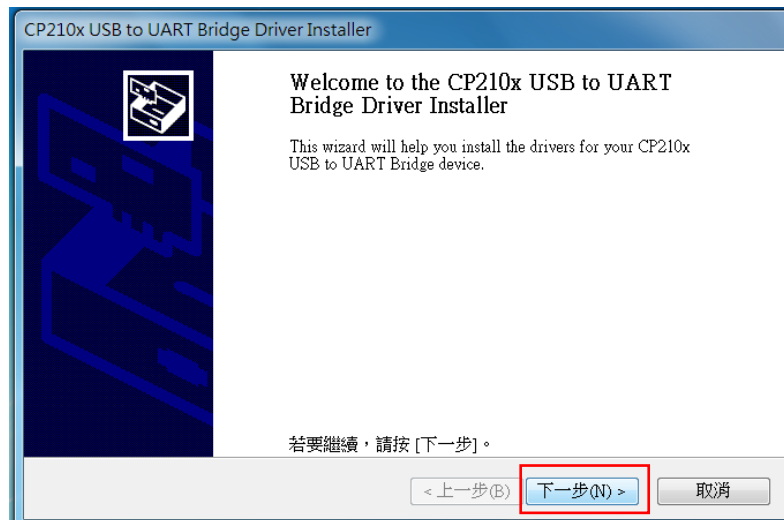 CP210x USB to UART Bridge Driver Installer
Welcome to the CP210x USB to UART
Bridge Driver Installer
This wizard will help you install the drivers for your CP210x
USB to UART Bridge device.
若要繼續，請按 [下一步]。
< 上一步(B) 下一步(N) > 取消